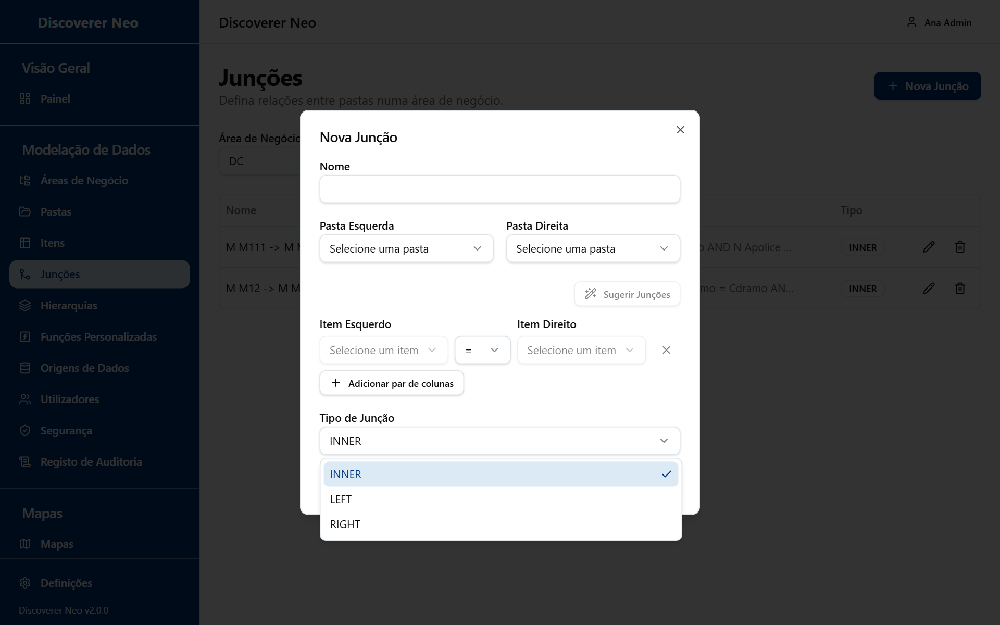 Discoverer Neo
Discoverer Neo
Ana Admin
Visão Geral
Painel
Modelação de Dados
Áreas de Negócio
Pastas
Itens
Junções
Hierarquias
Funções Personalizadas
Origens de Dados
Utilizadores
Segurança
Registo de Auditoria
Mapas
Mapas
Definições
Discoverer Neo v2.0.0
Junções
Defina relações entre pastas numa área de negócio.
Nova Junção
Área de Negócio
DC
Nome
Tipo
M M111 -> M
AND N Apolice ...
INNER
M M12 -> M M
= Cdramo AN...
INNER
Nova Junção
Nome
Pasta Esquerda
Pasta Direita
Selecione uma pasta
Selecione uma pasta
Sugerir Junções
Item Esquerdo
Item Direito
Selecione um item
=
Selecione um item
Adicionar par de colunas
Tipo de Junção
INNER
INNER
LEFT
RIGHT